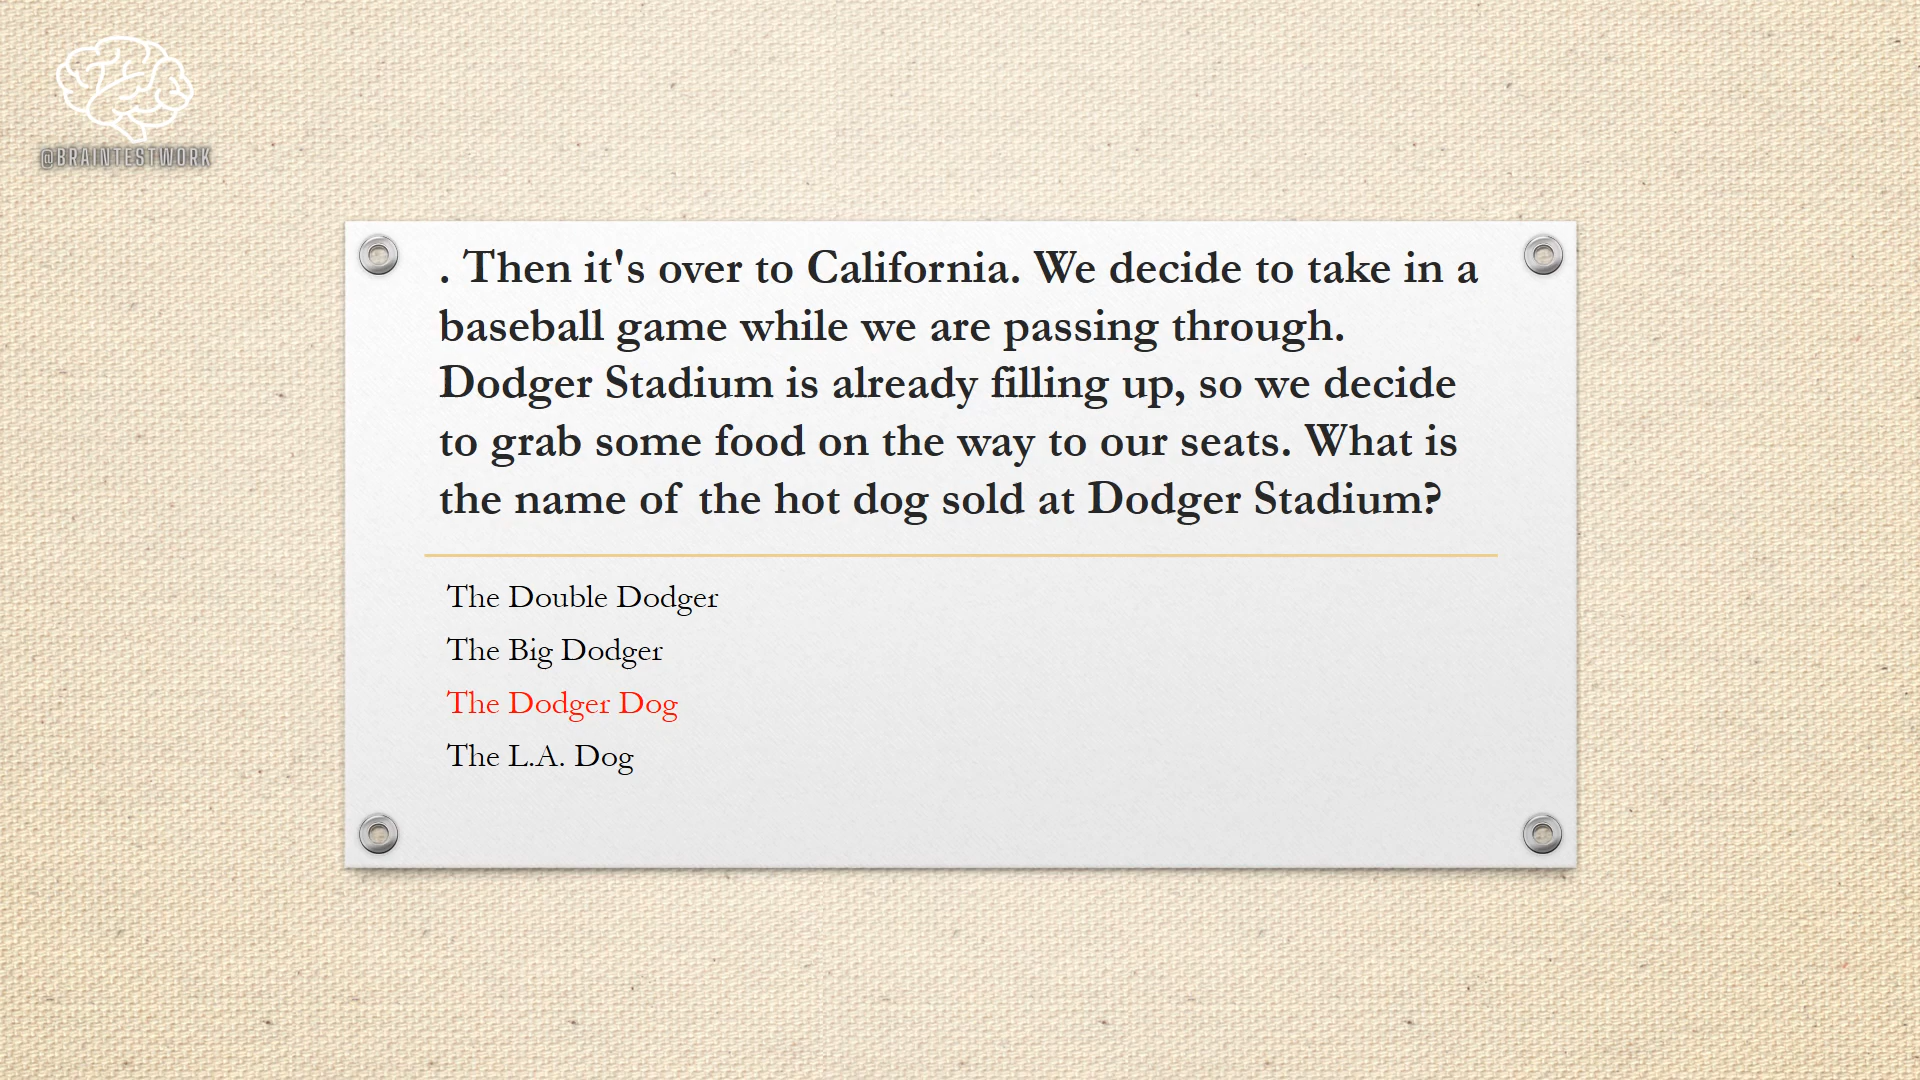 @BRAINTESTWORK
. Then it's over to California. We decide to take in a
baseball game while we are passing through.
Dodger Stadium is already filling up, so we decide
to grab some food on the way to our seats. What is
the name of the hot dog sold at Dodger Stadium?
The Double Dodger
The Big Dodger
The Dodger Dog
The L.A. Dog